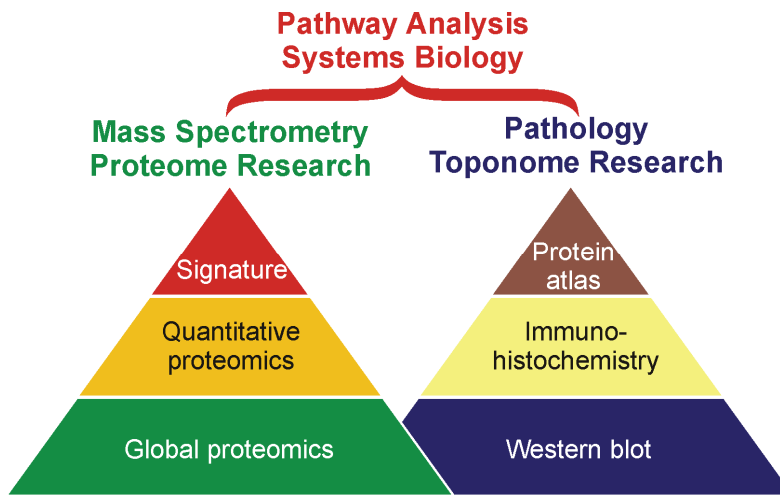 Pathway Analysis
Systems Biology
Mass Spectrometry
Proteome Research
Pathology
Toponome Research
Signature
Quantitative
proteomics
Global proteomics
Protein
atlas
Immuno-
histochemistry
Western blot